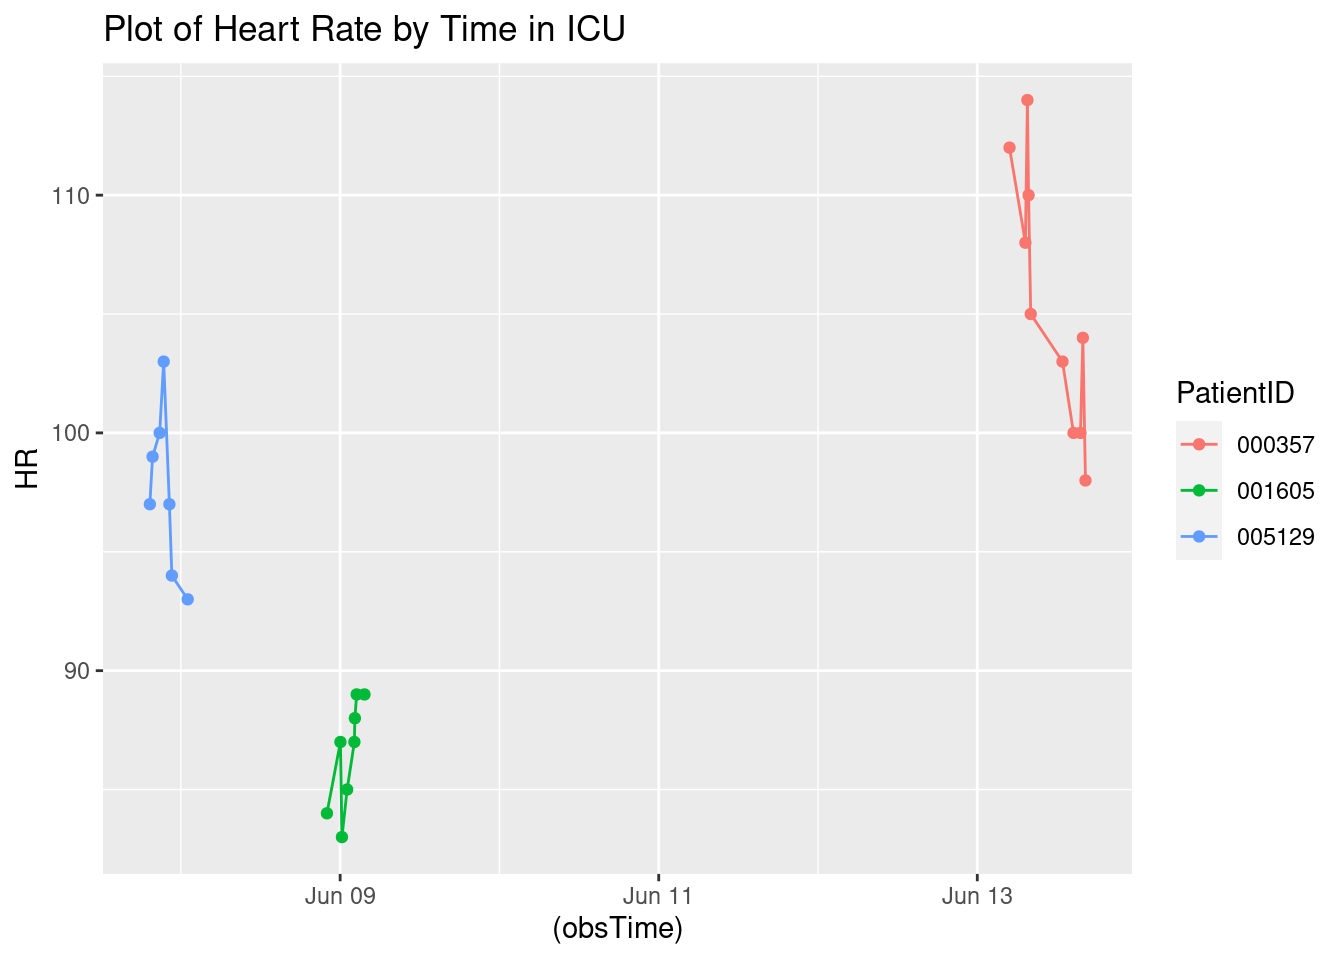 Plot of Heart Rate by Time in ICU
110
100
90
HR
Jun 09
Jun 11
Jun 13
(obsTime)
PatientID
000357
001605
005129